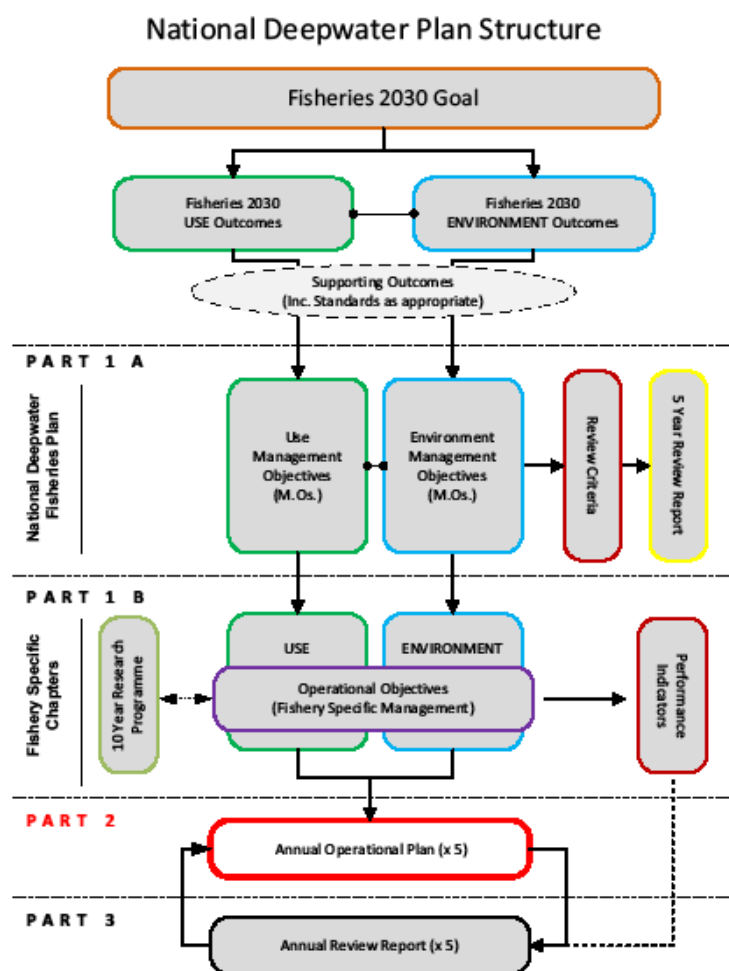 National Deepwater Plan Structure
Fisheries 2030 Goal
Fisheries 2030
USE Outcomes
Fisheries 2030
ENVIRONMENT Outcomes
Supporting Outcomes
(Inc. Standards as appropriate)
PART 1 A
National Deepwater
Fisheries Plan
Use
Management
Objectives
(M.Os.)
Environment
Management
Objectives
(M.Os.)
Review Criteria
5 Year Review Report
PART 1 B
Fishery Specific
Chapters
10 Year Research
Programme
USE
ENVIRONMENT
Operational Objectives
(Fishery Specific Management)
Performance
Indicators
PART 2
Annual Operational Plan (x 5)
PART 3
Annual Review Report (x 5)